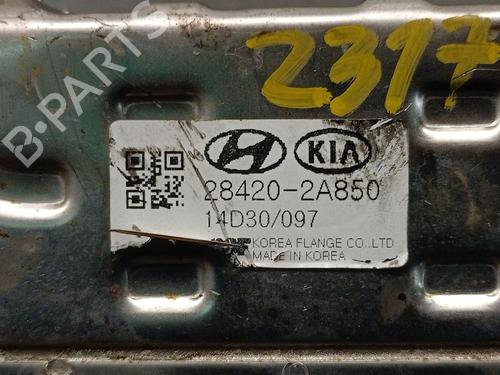 2317
B-PARTS
KIA
28420-2A850
14D30/097
KOREA FLANGE CO.,LTD
MADE IN KOREA